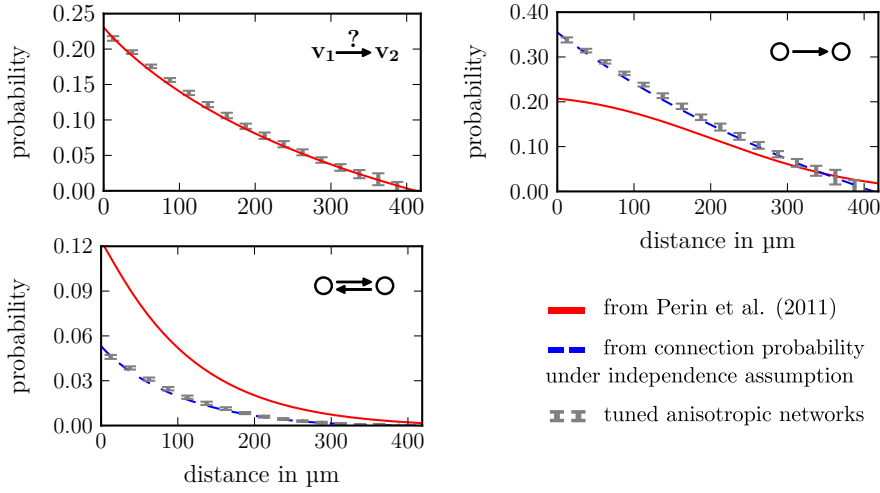 0.25
0.20
0.15
0.10
0.05
0.00
probability
0 100 200 300 400
?
v₁ v₂
0.40
0.30
0.20
0.10
0.00
probability
0 100 200 300 400
distance in µm
0.12
0.09
0.06
0.03
0.00
probability
0 100 200 300 400
distance in µm
from Perin et al. (2011)
from connection probability
under independence assumption
tuned anisotropic networks